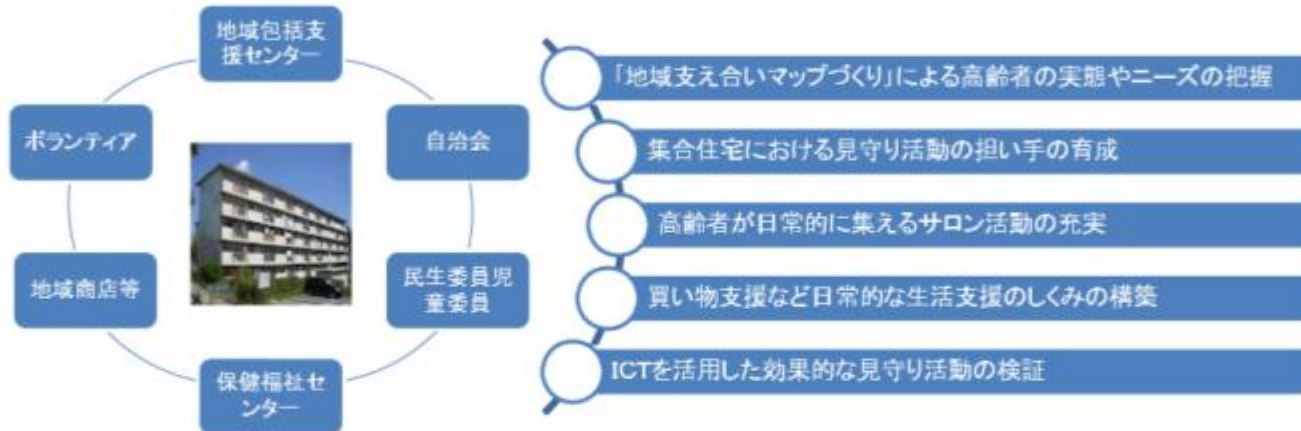 地域包括支
援センター
自治会
民生委員児
童委員
保健福祉セ
ンター
地域商店等
ボランティア
「地域支え合いマップづくり」による高齢者の実態やニーズの把握
集合住宅における見守り活動の担い手の育成
高齢者が日常的に集えるサロン活動の充実
買い物支援など日常的な生活支援のしくみの構築
ICTを活用した効果的な見守り活動の検証